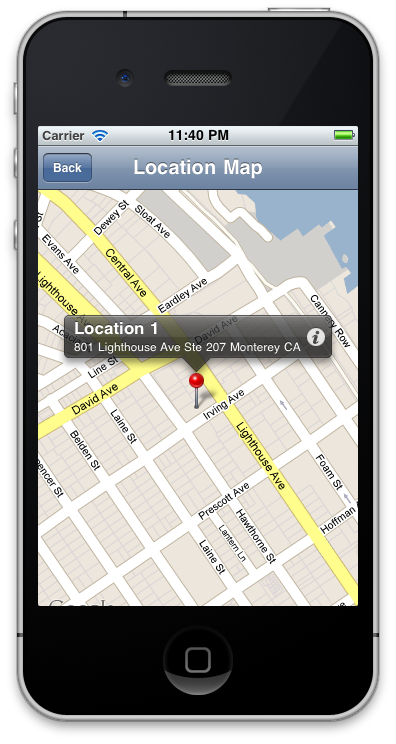 Carrier
11:40 PM
Back
Location Map
Dewey St
Sloat Ave
Evans Ave
Central Ave
Eardley Ave
Cannery Row
Lighthouse
Location 1
801 Lighthouse Ave Ste 207 Monterey CA
David Ave
Line St
David Ave
Irving Ave
Laine St
Belden St
Lighthouse Ave
Foam St
Spencer St
Prescott Ave
Hawthorne St
Lantern Ln
Laine St
Hoffman
Google